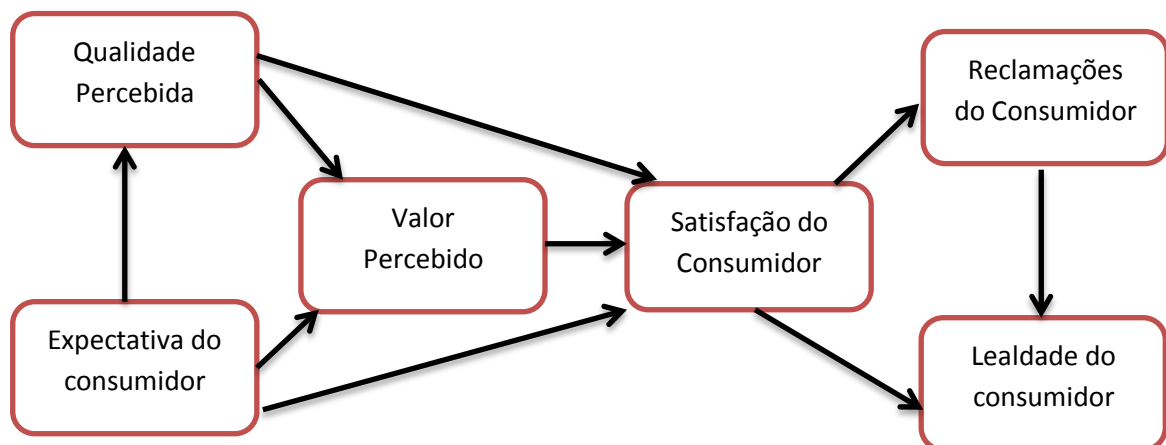 Qualidade
Percebida
Reclamações
do Consumidor
Valor
Percebido
Satisfação do
Consumidor
Expectativa do
consumidor
Lealdade do
consumidor